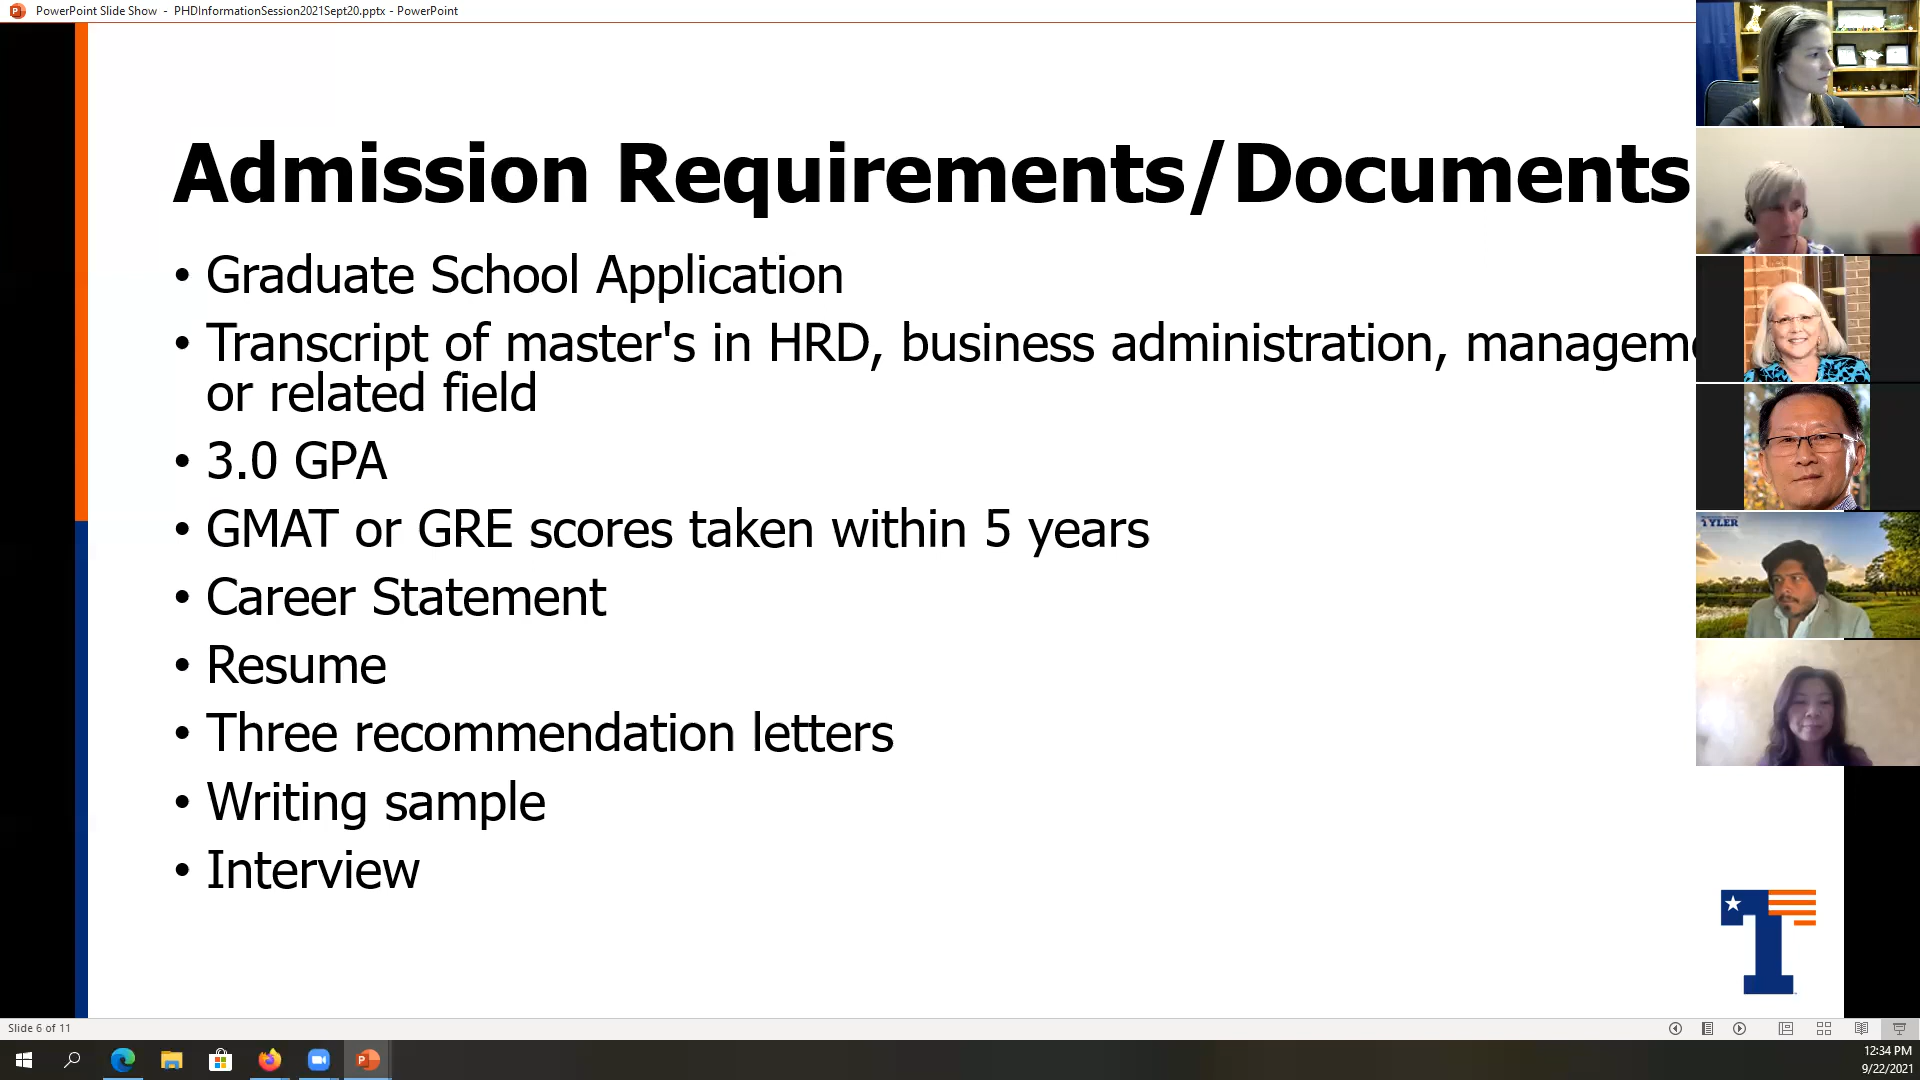 PowerPoint Slide Show - PHDInformationSession2021Sept20.pptx - PowerPoint
Admission Requirements/Documents
• Graduate School Application
• Transcript of master's in HRD, business administration, manageme
or related field
• 3.0 GPA
• GMAT or GRE scores taken within 5 years
• Career Statement
• Resume
• Three recommendation letters
• Writing sample
• Interview
TYLER
Slide 6 of 11
12:34 PM
9/22/2021